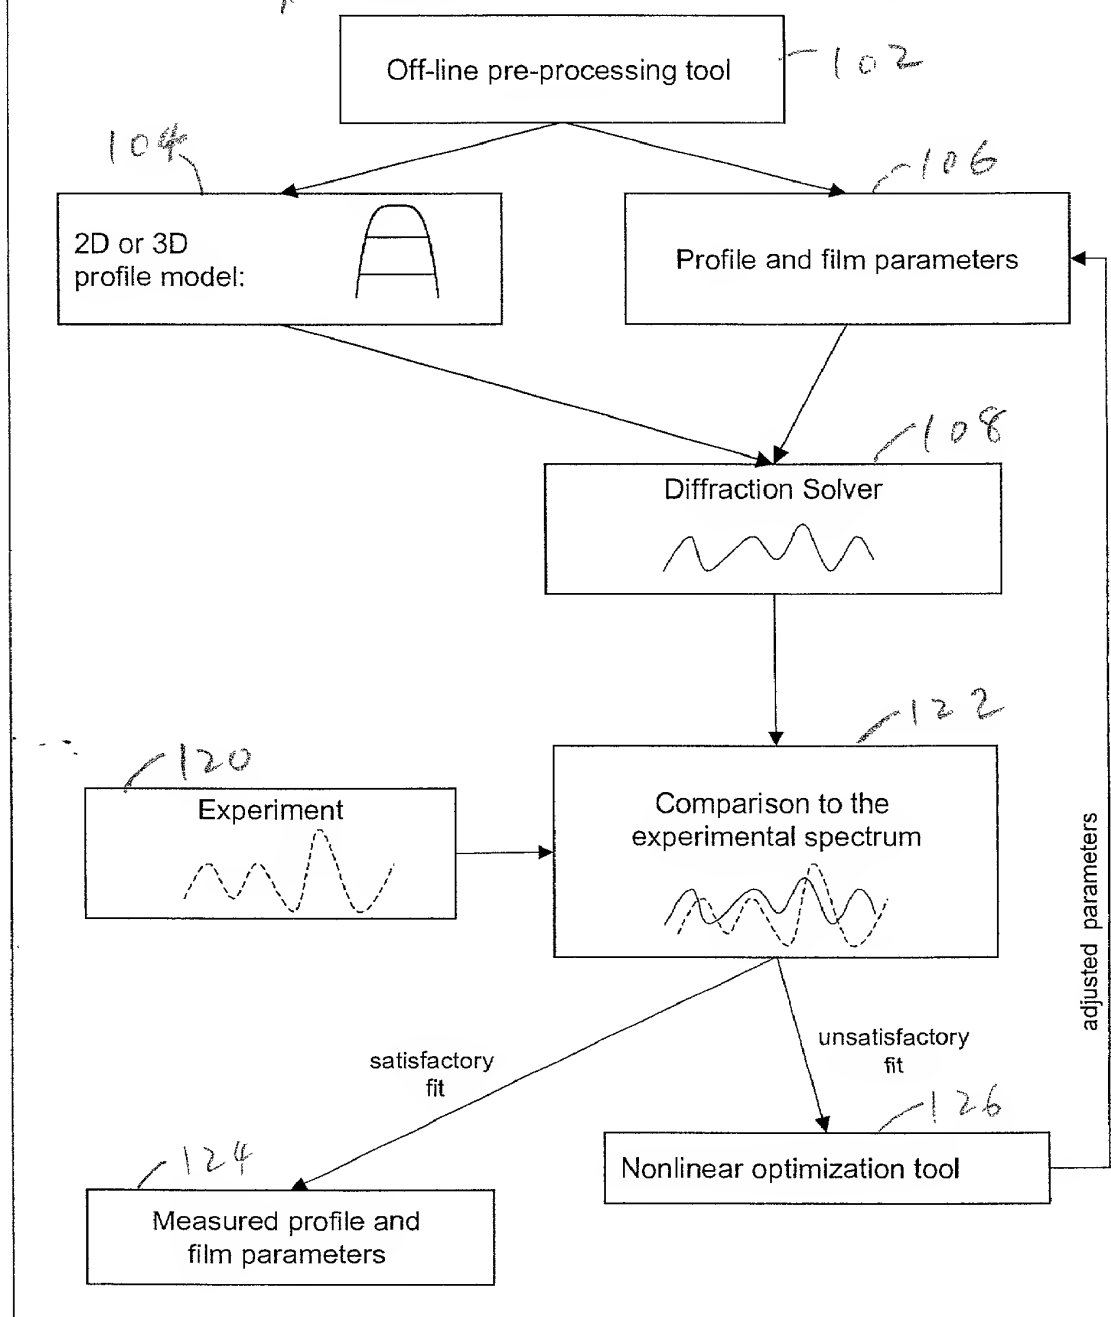 Off-line pre-processing tool
102
104
106
2D or 3D
profile model:
Profile and film parameters
108
Diffraction Solver
122
120
Experiment
Comparison to the
experimental spectrum
adjusted parameters
satisfactory
fit
unsatisfactory
fit
126
124
Nonlinear optimization tool
Measured profile and
film parameters